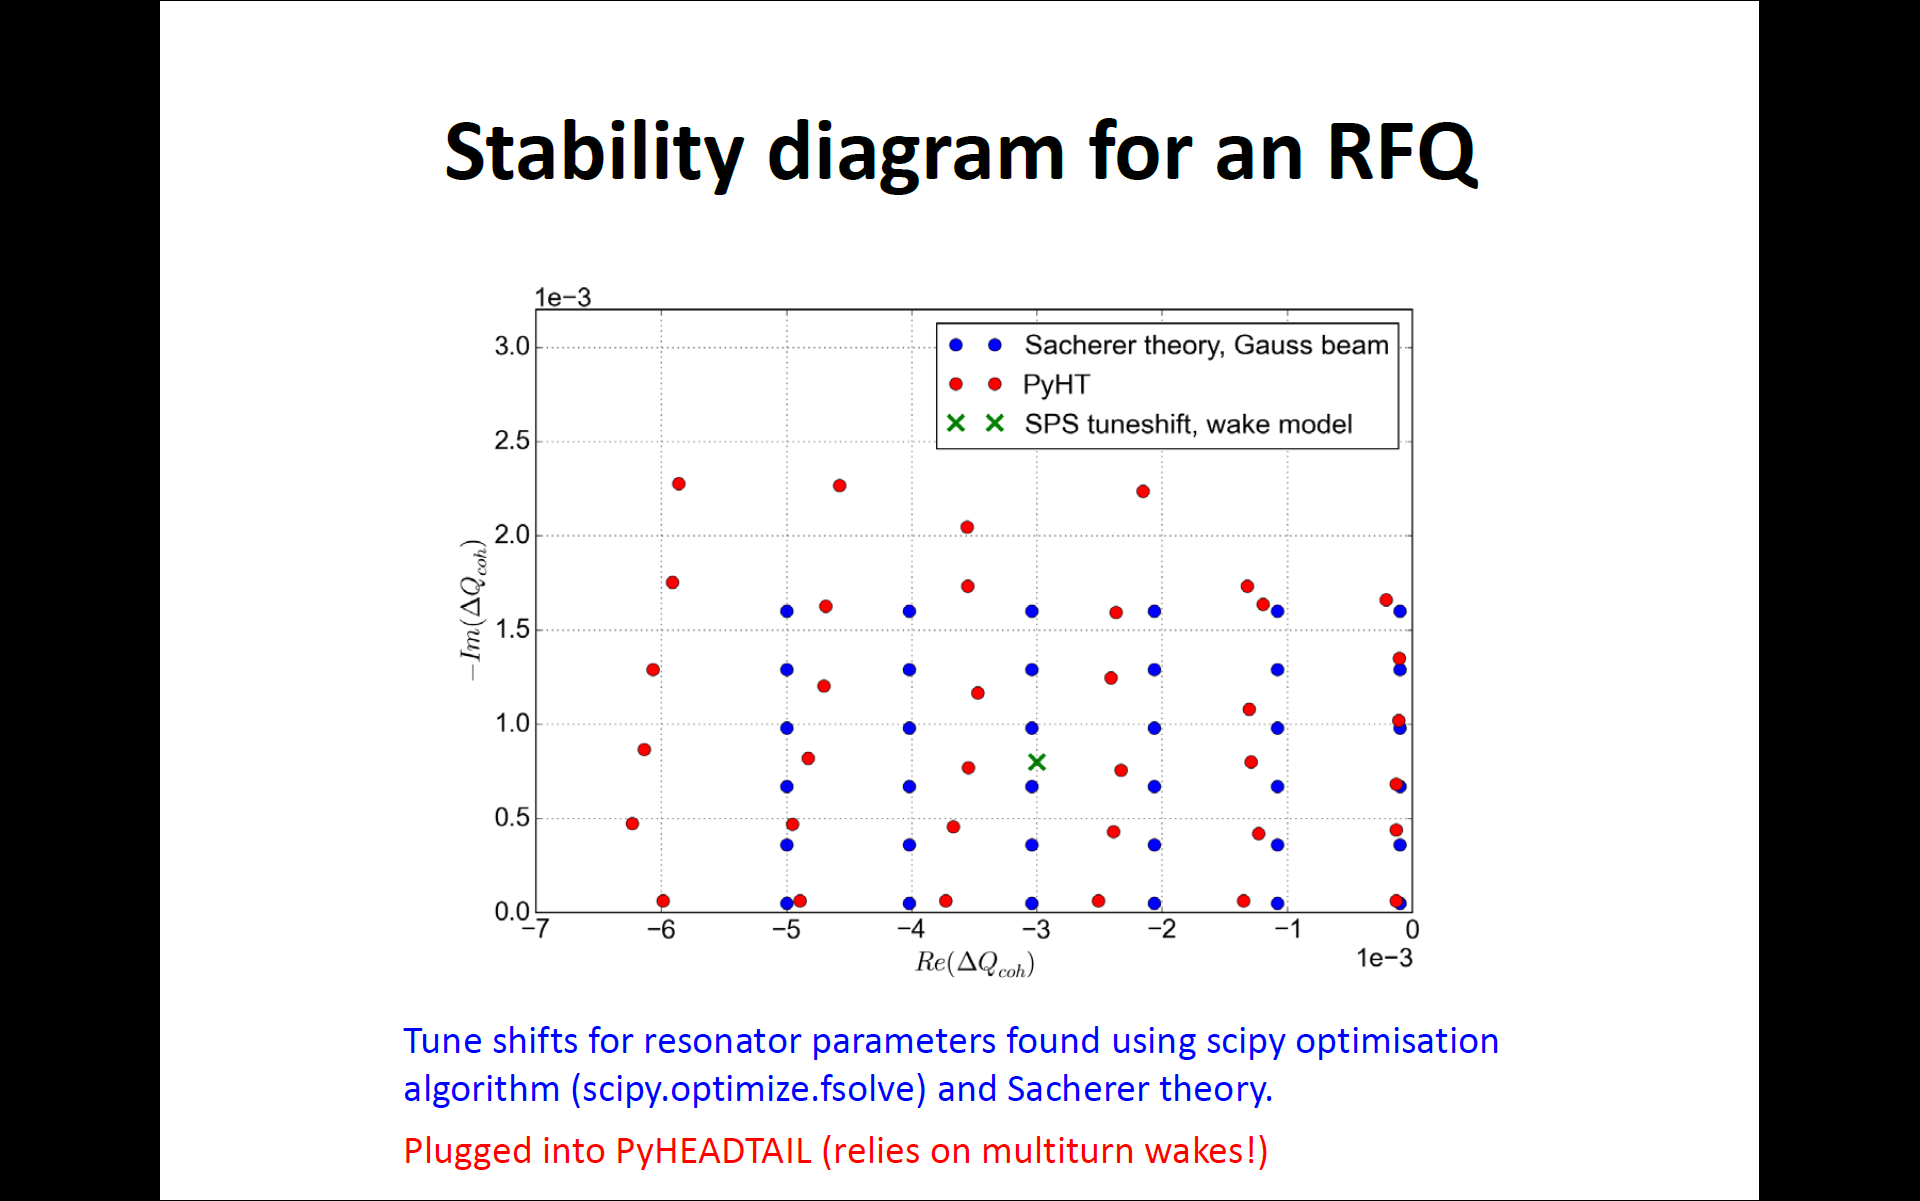 Stability diagram for an RFQ
1e−3
3.0
2.5
2.0
1.5
1.0
0.5
0.0
−Im(ΔQcoh)
Sacherer theory, Gauss beam
PyHT
SPS tuneshift, wake model
−7 −6 −5 −4 −3 −2 −1 0
Re(ΔQcoh)
1e−3
Tune shifts for resonator parameters found using scipy optimisation
algorithm (scipy.optimize.fsolve) and Sacherer theory.
Plugged into PyHEADTAIL (relies on multiturn wakes!)